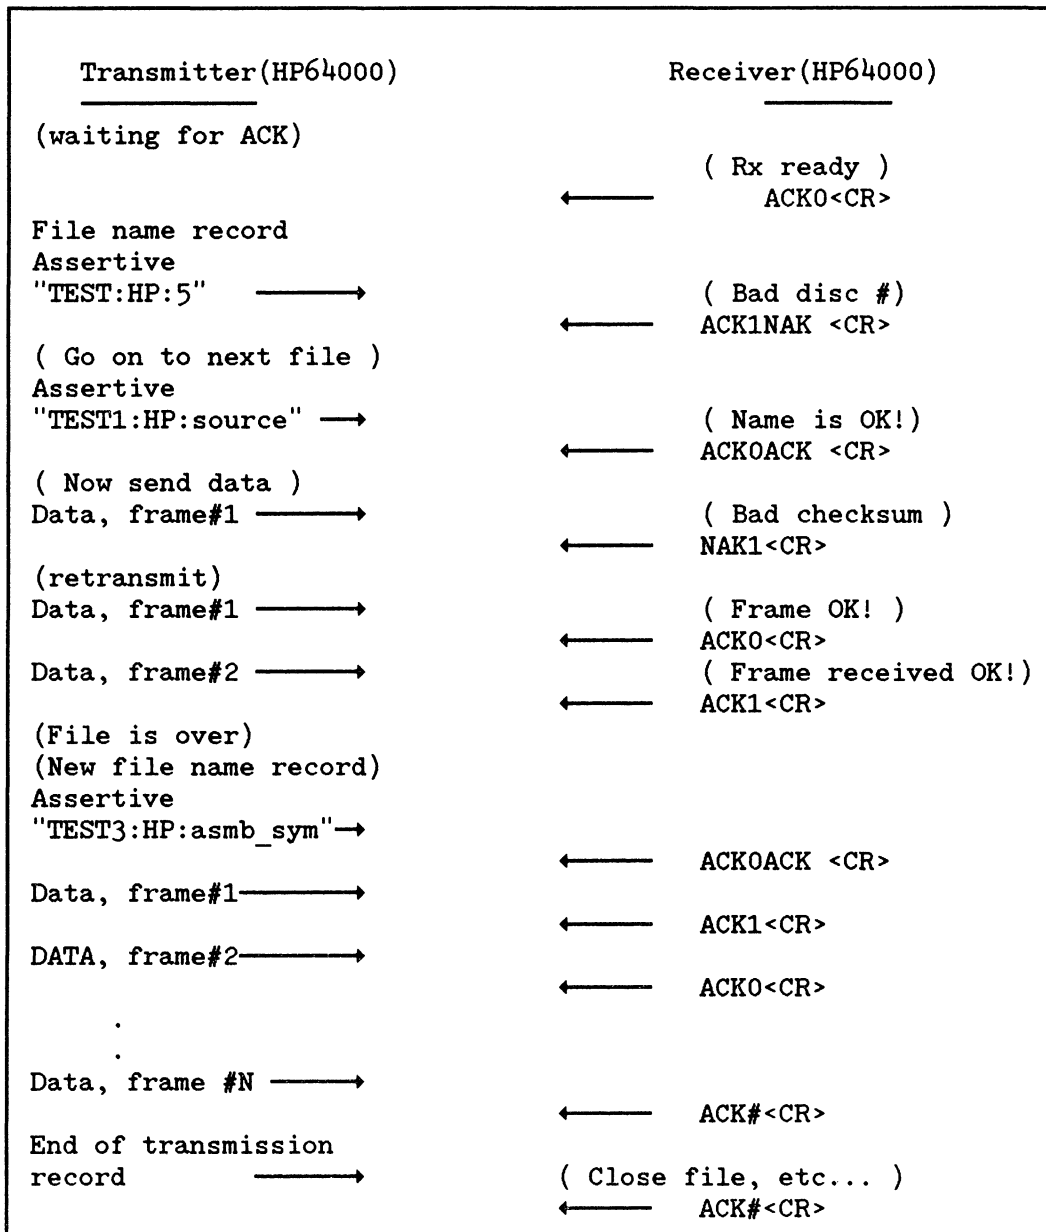 Transmitter(HP64000) Receiver(HP64000)
(waiting for ACK)
( Rx ready )
ACK0<CR>
File name record
Assertive
"TEST:HP:5" ( Bad disc #)
ACK1NAK <CR>
( Go on to next file )
Assertive
"TEST1:HP:source" ( Name is OK!)
ACK0ACK <CR>
( Now send data )
Data, frame#1 ( Bad checksum )
NAK1<CR>
(retransmit)
Data, frame#1 ( Frame OK! )
ACK0<CR>
Data, frame#2 ( Frame received OK!)
ACK1<CR>
(File is over)
(New file name record)
Assertive
"TEST3:HP:asmb_sym"
ACK0ACK <CR>
Data, frame#1
ACK1<CR>
DATA, frame#2
ACK0<CR>
.
.
Data, frame #N
ACK#<CR>
End of transmission
record ( Close file, etc... )
ACK#<CR>